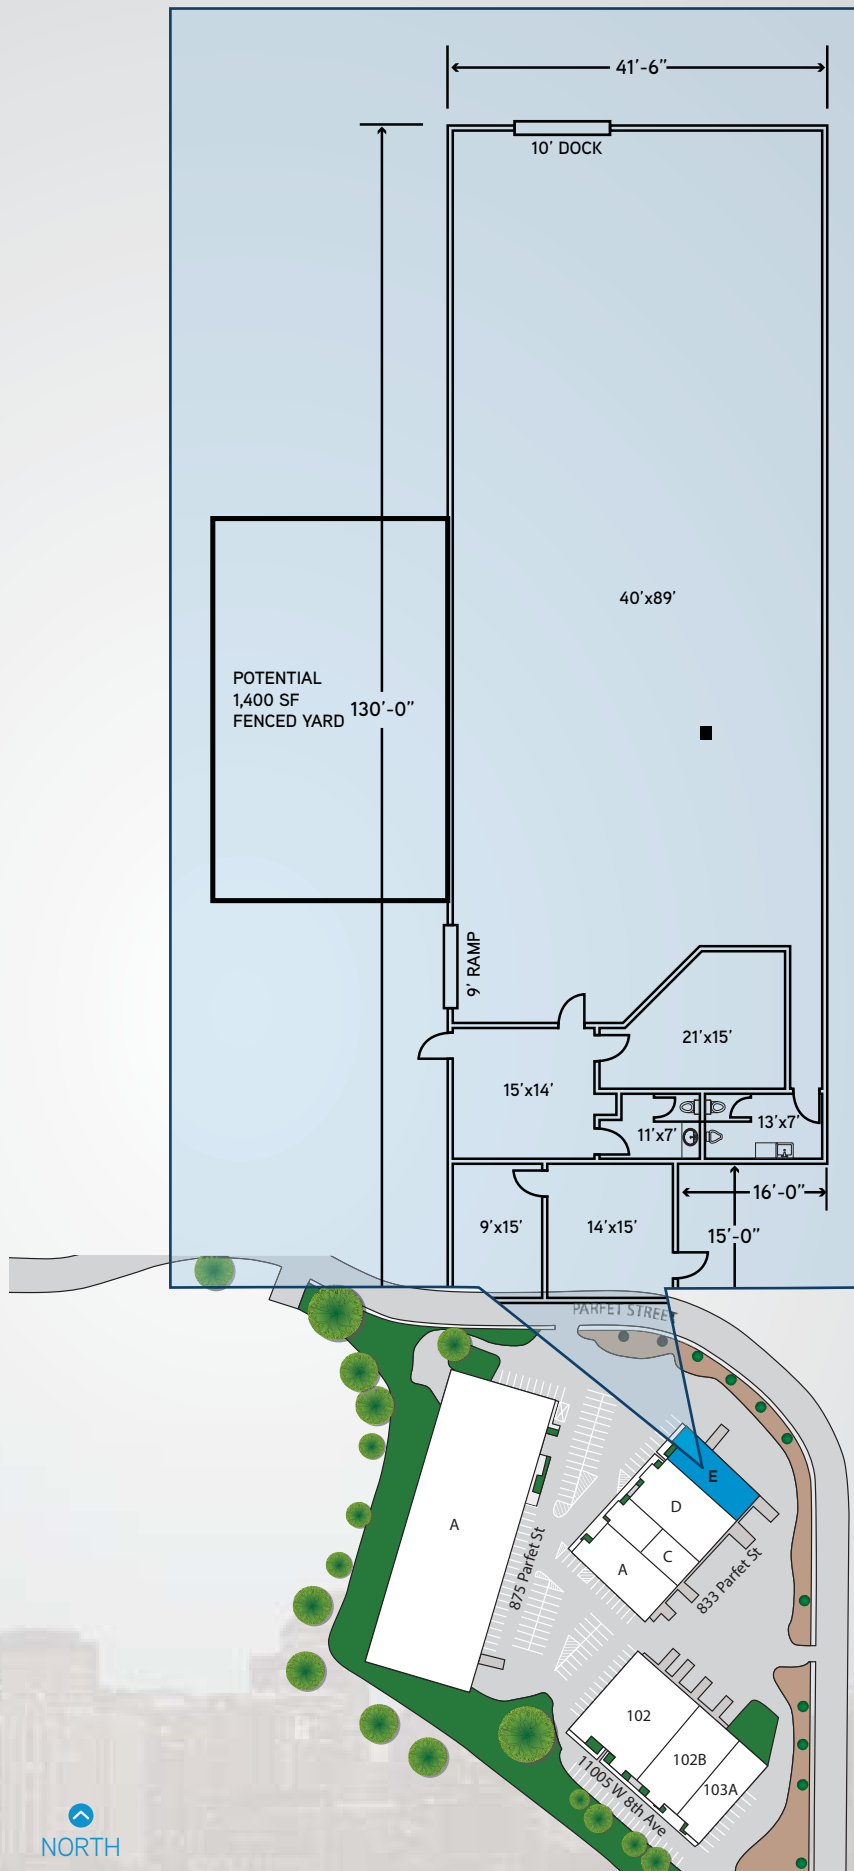 41'-6"
10' DOCK
40'x89'
POTENTIAL
1,400 SF
FENCED YARD
130'-0"
9' RAMP
21'x15'
15'x14'
13'x7'
11'x7'
16'-0"
9'x15'
14'x15'
15'-0"
PARFET STREET
E
D
A
C
A
875 Parfet St
833 Parfet St
102
102B
103A
11005 W 8th Ave
NORTH